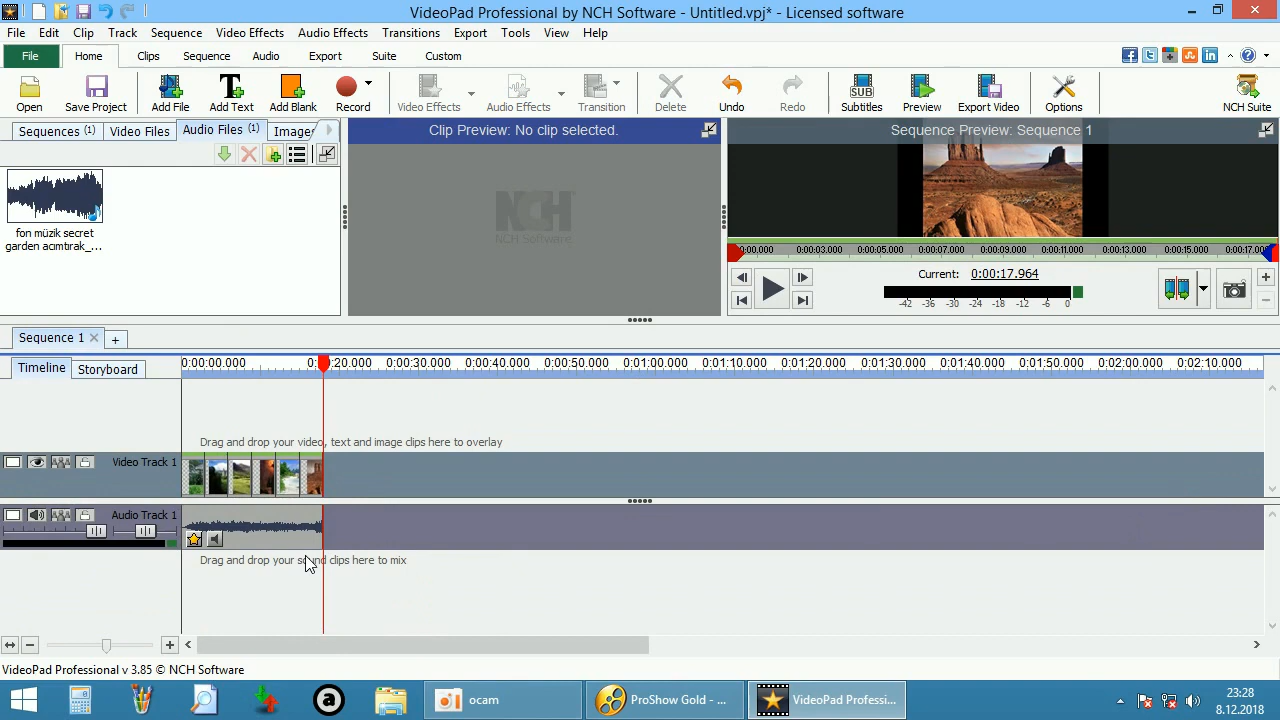 VideoPad Professional by NCH Software - Untitled.vpj* - Licensed software
File Edit Clip Track Sequence Video Effects Audio Effects Transitions Export Tools View Help
File Home Clips Sequence Audio Export Suite Custom
Open Save Project Add File Add Text Add Blank Record Video Effects Audio Effects Transition Delete Undo Redo Subtitles Preview Export Video Options NCH Suite
Sequences (1) Video Files Audio Files (1) Images
Clip Preview: No clip selected.
Sequence Preview: Sequence 1
fon müzik secret
garden acımtrak_...
NCH
NCH Software
0:00:03.000 0:00:05.000 0:00:07.000 0:00:09.000 0:00:11.000 0:00:13.000 0:00:15.000
Current: 0:00:17.964
-42 -36 -30 -24 -18 -12 -6 0
Sequence 1
Timeline Storyboard
0:00:00.000 0:00:30.000 0:00:40.000 0:00:50.000 0:01:00.000 0:01:10.000 0:01:20.000 0:01:30.000 0:01:40.000 0:01:50.000 0:02:00.000 0:02:10.000
Drag and drop your video, text and image clips here to overlay
Video Track 1
Audio Track 1
Drag and drop your sound clips here to mix
VideoPad Professional v 3.85 © NCH Software
ocam ProShow Gold - ... VideoPad Professi...
23:28
8.12.2018